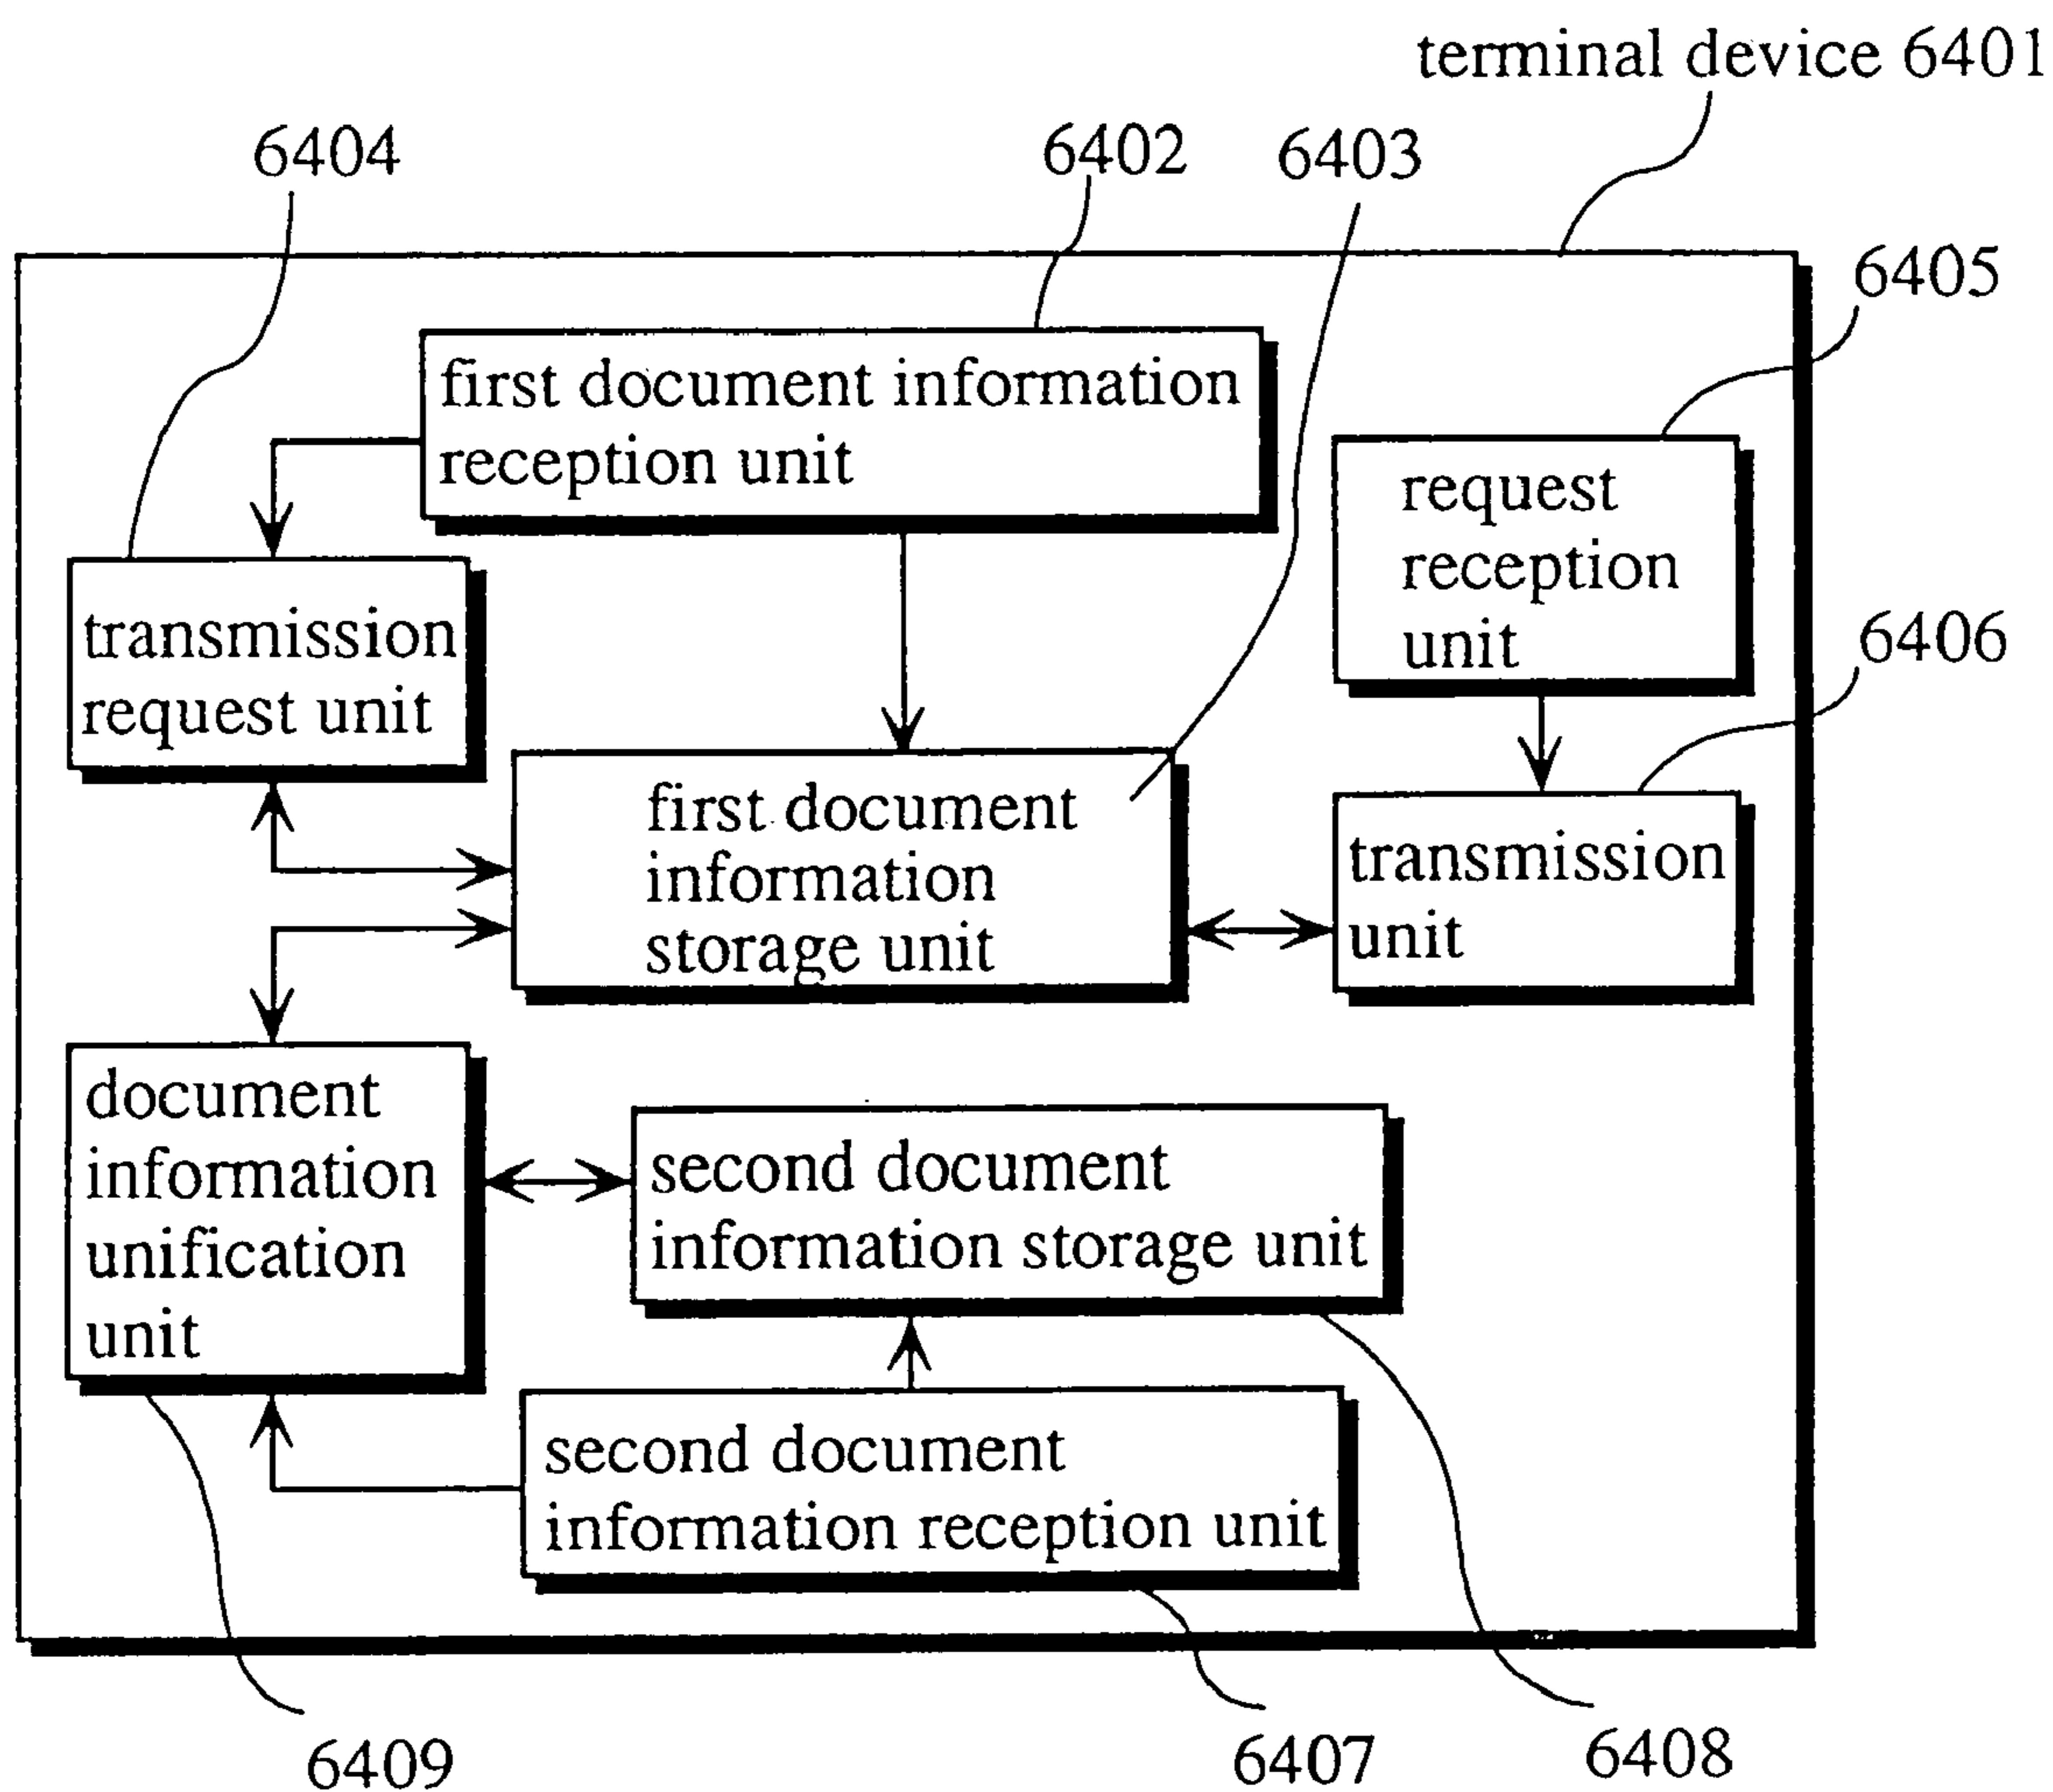 terminal device 6401
6404
6402
6403
6405
first document information
reception unit
request
reception
unit
transmission
request unit
6406
first document
information
storage unit
transmission
unit
document
information
unification
unit
second document
information storage unit
second document
information reception unit
6409
6407
6408